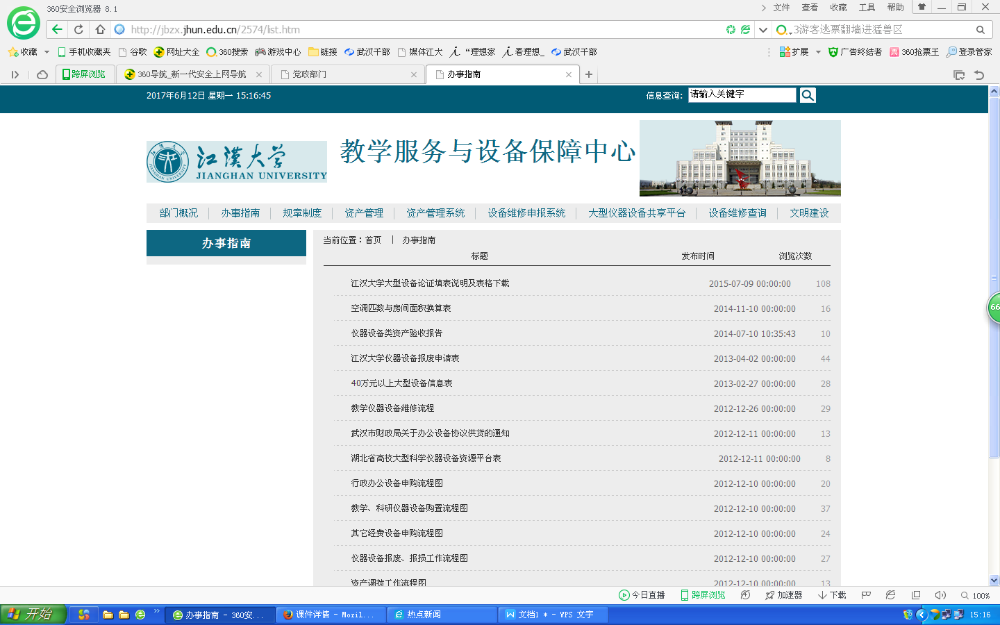 360安全浏览器 8.1
文件 查看 收藏 工具 帮助
http://jbzx.jhun.edu.cn/2574/list.htm
3游客逃票翻墙进猛兽区
收藏 手机收藏夹 谷歌 网址大全 360搜索 游戏中心 链接 武汉干部 媒体江大 “理想家 看理想_ 武汉干部 扩展 广告终结者 360抢票王 登录管家
跨屏浏览 360导航_新一代安全上网导航 党政部门 办事指南
2017年6月12日 星期一 15:16:45
信息查询: 请输入关键字
江漢大学
JIANGHAN UNIVERSITY
教学服务与设备保障中心
部门概况 办事指南 规章制度 资产管理 资产管理系统 设备维修申报系统 大型仪器设备共享平台 设备维修查询 文明建设
办事指南
当前位置：首页 | 办事指南
标题 发布时间 浏览次数
江汉大学大型设备论证填表说明及表格下载 2015-07-09 00:00:00 108
空调匹数与房间面积换算表 2014-11-10 00:00:00 16
仪器设备类资产验收报告 2014-07-10 10:35:43 10
江汉大学仪器设备报废申请表 2013-04-02 00:00:00 44
40万元以上大型设备信息表 2013-02-27 00:00:00 28
教学仪器设备维修流程 2012-12-26 00:00:00 29
武汉市财政局关于办公设备协议供货的通知 2012-12-11 00:00:00 13
湖北省高校大型科学仪器设备资源平台表 2012-12-11 00:00:00 8
行政办公设备申购流程图 2012-12-10 00:00:00 20
教学、科研仪器设备购置流程图 2012-12-10 00:00:00 37
其它经费设备申购流程图 2012-12-10 00:00:00 24
仪器设备报废、报损工作流程图 2012-12-10 00:00:00 27
资产调拨工作流程图 2012-12-10 00:00:00 13
66
今日直播 跨屏浏览 加速器 下载 100%
开始 办事指南 - 360安... 课件详情 - Mozil... 热点新闻 文档1 * - WPS 文字 15:16